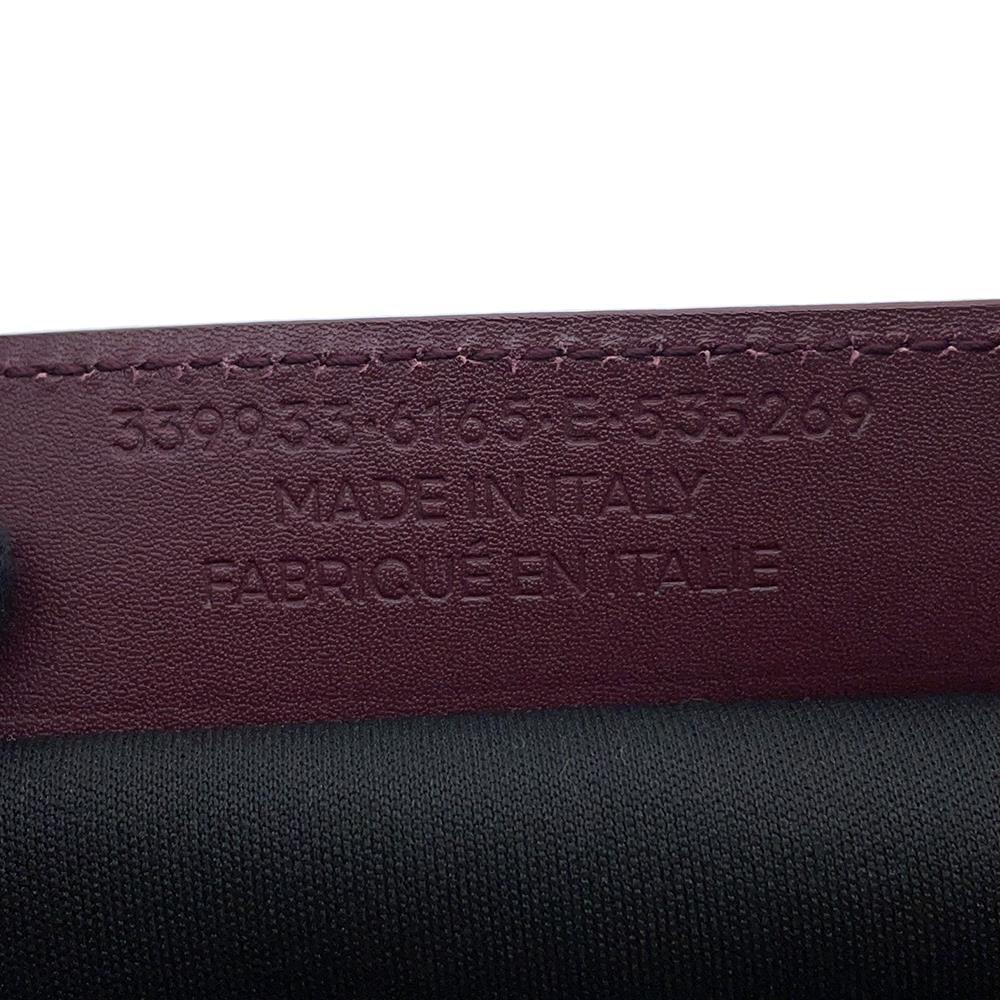 339933·6165·E·535269
MADE IN ITALY
FABRIQUÉ EN ITALIE